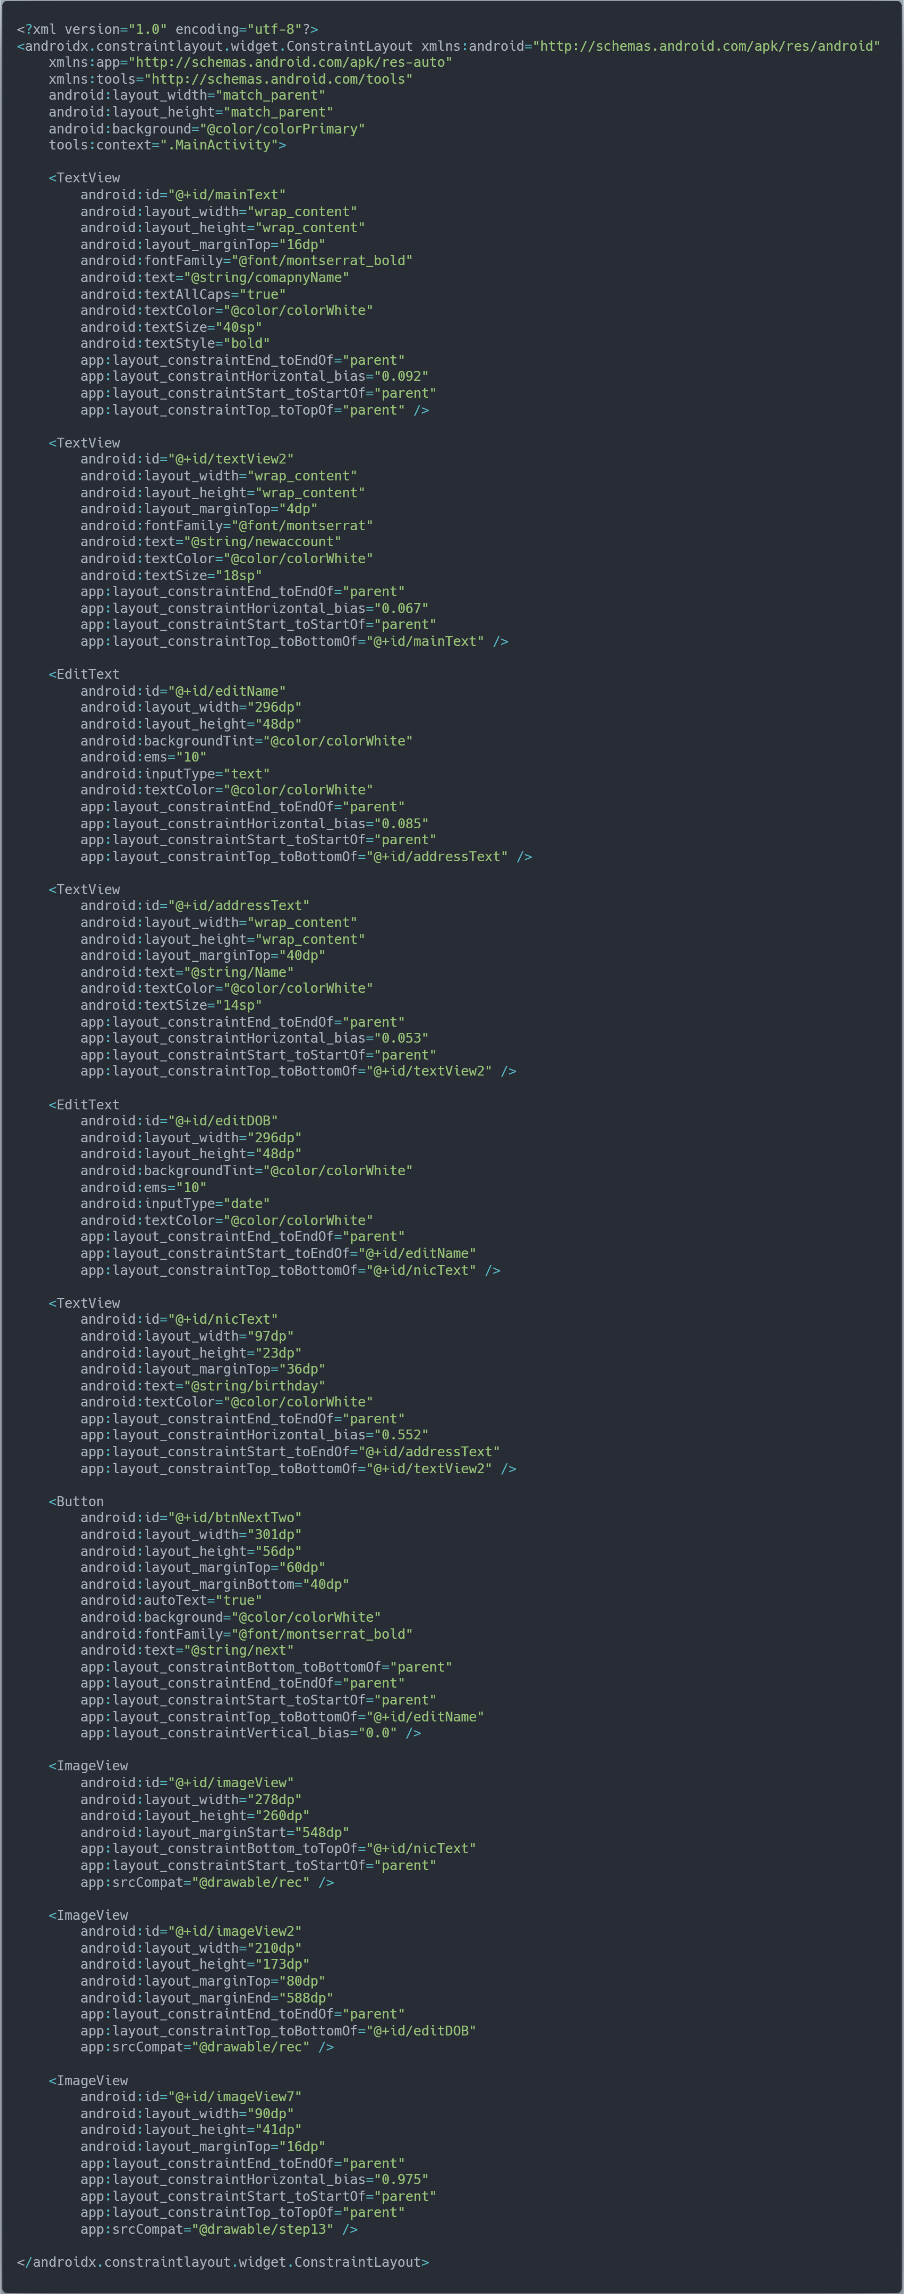 <?xml version="1.0" encoding="utf-8"?>
<androidx.constraintlayout.widget.ConstraintLayout xmlns:android="http://schemas.android.com/apk/res/android"
    xmlns:app="http://schemas.android.com/apk/res-auto"
    xmlns:tools="http://schemas.android.com/tools"
    android:layout_width="match_parent"
    android:layout_height="match_parent"
    android:background="@color/colorPrimary"
    tools:context=".MainActivity">

    <TextView
        android:id="@+id/mainText"
        android:layout_width="wrap_content"
        android:layout_height="wrap_content"
        android:layout_marginTop="16dp"
        android:fontFamily="@font/montserrat_bold"
        android:text="@string/comapnyName"
        android:textAllCaps="true"
        android:textColor="@color/colorWhite"
        android:textSize="40sp"
        android:textStyle="bold"
        app:layout_constraintEnd_toEndOf="parent"
        app:layout_constraintHorizontal_bias="0.092"
        app:layout_constraintStart_toStartOf="parent"
        app:layout_constraintTop_toTopOf="parent" />

    <TextView
        android:id="@+id/textView2"
        android:layout_width="wrap_content"
        android:layout_height="wrap_content"
        android:layout_marginTop="4dp"
        android:fontFamily="@font/montserrat"
        android:text="@string/newaccount"
        android:textColor="@color/colorWhite"
        android:textSize="18sp"
        app:layout_constraintEnd_toEndOf="parent"
        app:layout_constraintHorizontal_bias="0.067"
        app:layout_constraintStart_toStartOf="parent"
        app:layout_constraintTop_toBottomOf="@+id/mainText" />

    <EditText
        android:id="@+id/editName"
        android:layout_width="296dp"
        android:layout_height="48dp"
        android:backgroundTint="@color/colorWhite"
        android:ems="10"
        android:inputType="text"
        android:textColor="@color/colorWhite"
        app:layout_constraintEnd_toEndOf="parent"
        app:layout_constraintHorizontal_bias="0.085"
        app:layout_constraintStart_toStartOf="parent"
        app:layout_constraintTop_toBottomOf="@+id/addressText" />

    <TextView
        android:id="@+id/addressText"
        android:layout_width="wrap_content"
        android:layout_height="wrap_content"
        android:layout_marginTop="40dp"
        android:text="@string/Name"
        android:textColor="@color/colorWhite"
        android:textSize="14sp"
        app:layout_constraintEnd_toEndOf="parent"
        app:layout_constraintHorizontal_bias="0.053"
        app:layout_constraintStart_toStartOf="parent"
        app:layout_constraintTop_toBottomOf="@+id/textView2" />

    <EditText
        android:id="@+id/editDOB"
        android:layout_width="296dp"
        android:layout_height="48dp"
        android:backgroundTint="@color/colorWhite"
        android:ems="10"
        android:inputType="date"
        android:textColor="@color/colorWhite"
        app:layout_constraintEnd_toEndOf="parent"
        app:layout_constraintStart_toEndOf="@+id/editName"
        app:layout_constraintTop_toBottomOf="@+id/nicText" />

    <TextView
        android:id="@+id/nicText"
        android:layout_width="97dp"
        android:layout_height="23dp"
        android:layout_marginTop="36dp"
        android:text="@string/birthday"
        android:textColor="@color/colorWhite"
        app:layout_constraintEnd_toEndOf="parent"
        app:layout_constraintHorizontal_bias="0.552"
        app:layout_constraintStart_toEndOf="@+id/addressText"
        app:layout_constraintTop_toBottomOf="@+id/textView2" />

    <Button
        android:id="@+id/btnNextTwo"
        android:layout_width="301dp"
        android:layout_height="56dp"
        android:layout_marginTop="60dp"
        android:layout_marginBottom="40dp"
        android:autoText="true"
        android:background="@color/colorWhite"
        android:fontFamily="@font/montserrat_bold"
        android:text="@string/next"
        app:layout_constraintBottom_toBottomOf="parent"
        app:layout_constraintEnd_toEndOf="parent"
        app:layout_constraintStart_toStartOf="parent"
        app:layout_constraintTop_toBottomOf="@+id/editName"
        app:layout_constraintVertical_bias="0.0" />

    <ImageView
        android:id="@+id/imageView"
        android:layout_width="278dp"
        android:layout_height="260dp"
        android:layout_marginStart="548dp"
        app:layout_constraintBottom_toTopOf="@+id/nicText"
        app:layout_constraintStart_toStartOf="parent"
        app:srcCompat="@drawable/rec" />

    <ImageView
        android:id="@+id/imageView2"
        android:layout_width="210dp"
        android:layout_height="173dp"
        android:layout_marginTop="80dp"
        android:layout_marginEnd="588dp"
        app:layout_constraintEnd_toEndOf="parent"
        app:layout_constraintTop_toBottomOf="@+id/editDOB"
        app:srcCompat="@drawable/rec" />

    <ImageView
        android:id="@+id/imageView7"
        android:layout_width="90dp"
        android:layout_height="41dp"
        android:layout_marginTop="16dp"
        app:layout_constraintEnd_toEndOf="parent"
        app:layout_constraintHorizontal_bias="0.975"
        app:layout_constraintStart_toStartOf="parent"
        app:layout_constraintTop_toTopOf="parent"
        app:srcCompat="@drawable/step13" />

</androidx.constraintlayout.widget.ConstraintLayout>